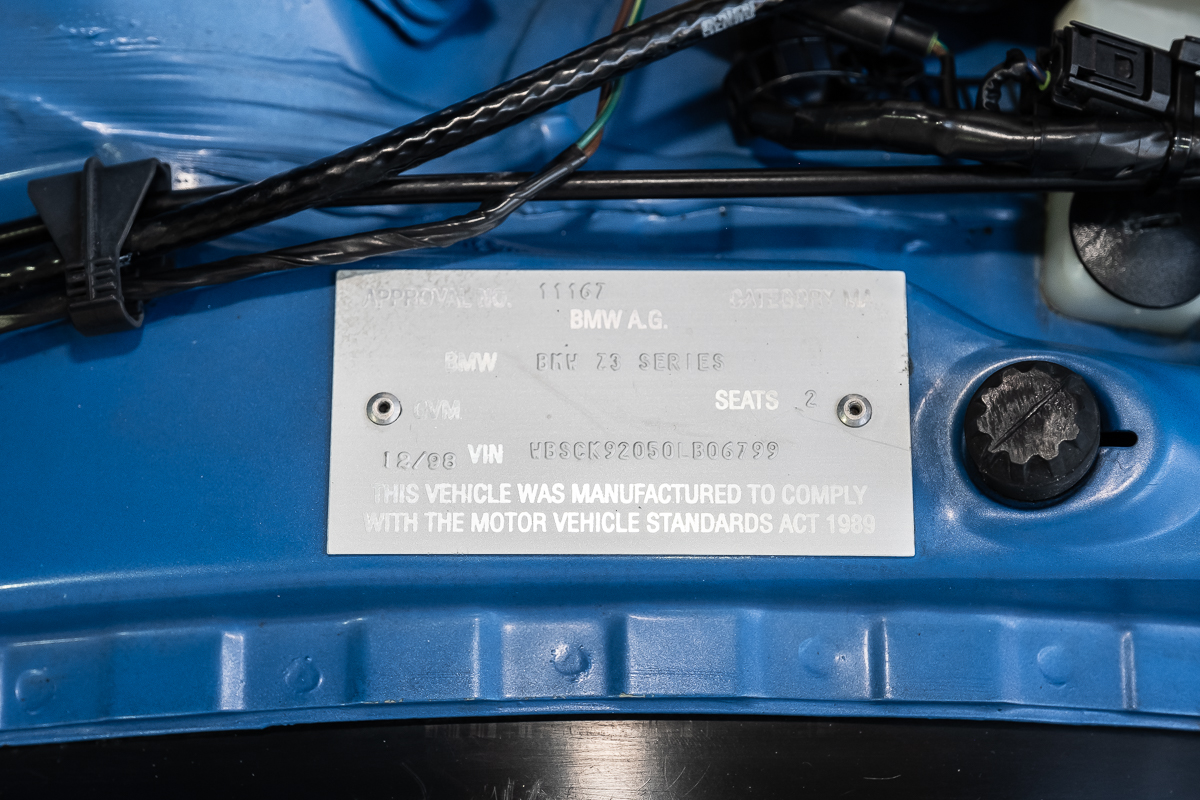 APPROVAL NO. 11167 CATEGORY MA
BMW A.G.
BMW BMW Z3 SERIES
GVM SEATS 2
12/98 VIN WBSCK92050LB06799
THIS VEHICLE WAS MANUFACTURED TO COMPLY
WITH THE MOTOR VEHICLE STANDARDS ACT 1989